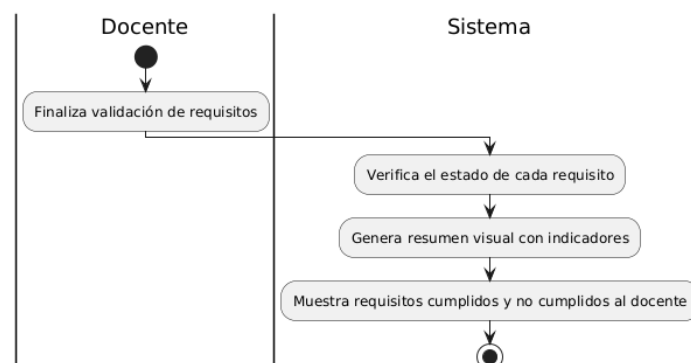 Docente
Sistema
Finaliza validación de requisitos
Verifica el estado de cada requisito
Genera resumen visual con indicadores
Muestra requisitos cumplidos y no cumplidos al docente